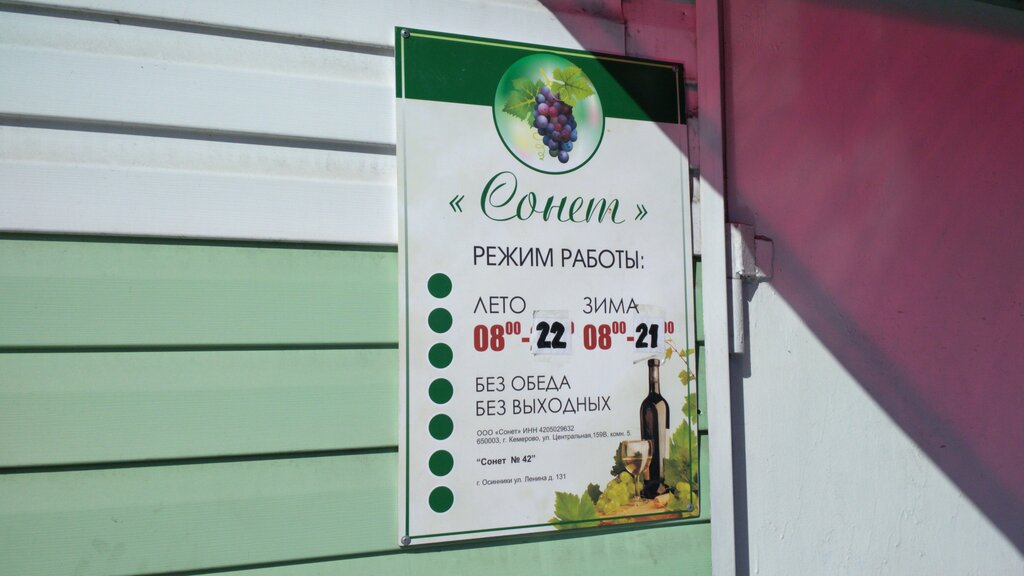 « Сонет »
РЕЖИМ РАБОТЫ:
ЛЕТО ЗИМА
08⁰⁰-22 08⁰⁰-21⁰⁰
БЕЗ ОБЕДА
БЕЗ ВЫХОДНЫХ
ООО «Сонет» ИНН 4205029632
650003, г. Кемерово, ул. Центральная,159В, комн. 5.
"Сонет № 42"
г. Осинники ул. Ленина д. 131